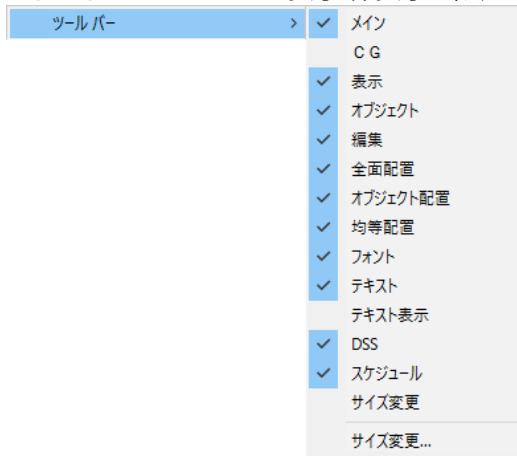 ツール バー
メイン
ＣＧ
表示
オブジェクト
編集
全面配置
オブジェクト配置
均等配置
フォント
テキスト
テキスト表示
DSS
スケジュール
サイズ変更
サイズ変更...